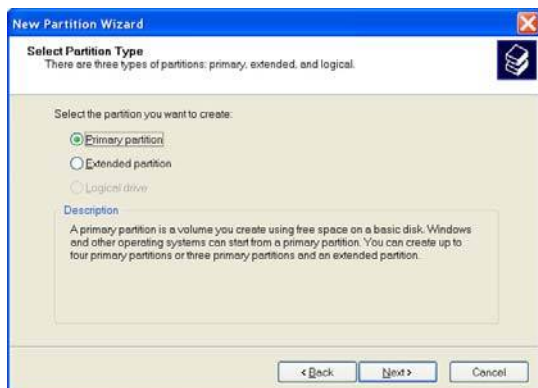 New Partition Wizard
Select Partition Type
There are three types of partitions: primary, extended, and logical.
Select the partition you want to create:
Primary partition
Extended partition
Logical drive
Description
A primary partition is a volume you create using free space on a basic disk. Windows
and other operating systems can start from a primary partition. You can create up to
four primary partitions or three primary partitions and an extended partition.
< Back
Next >
Cancel